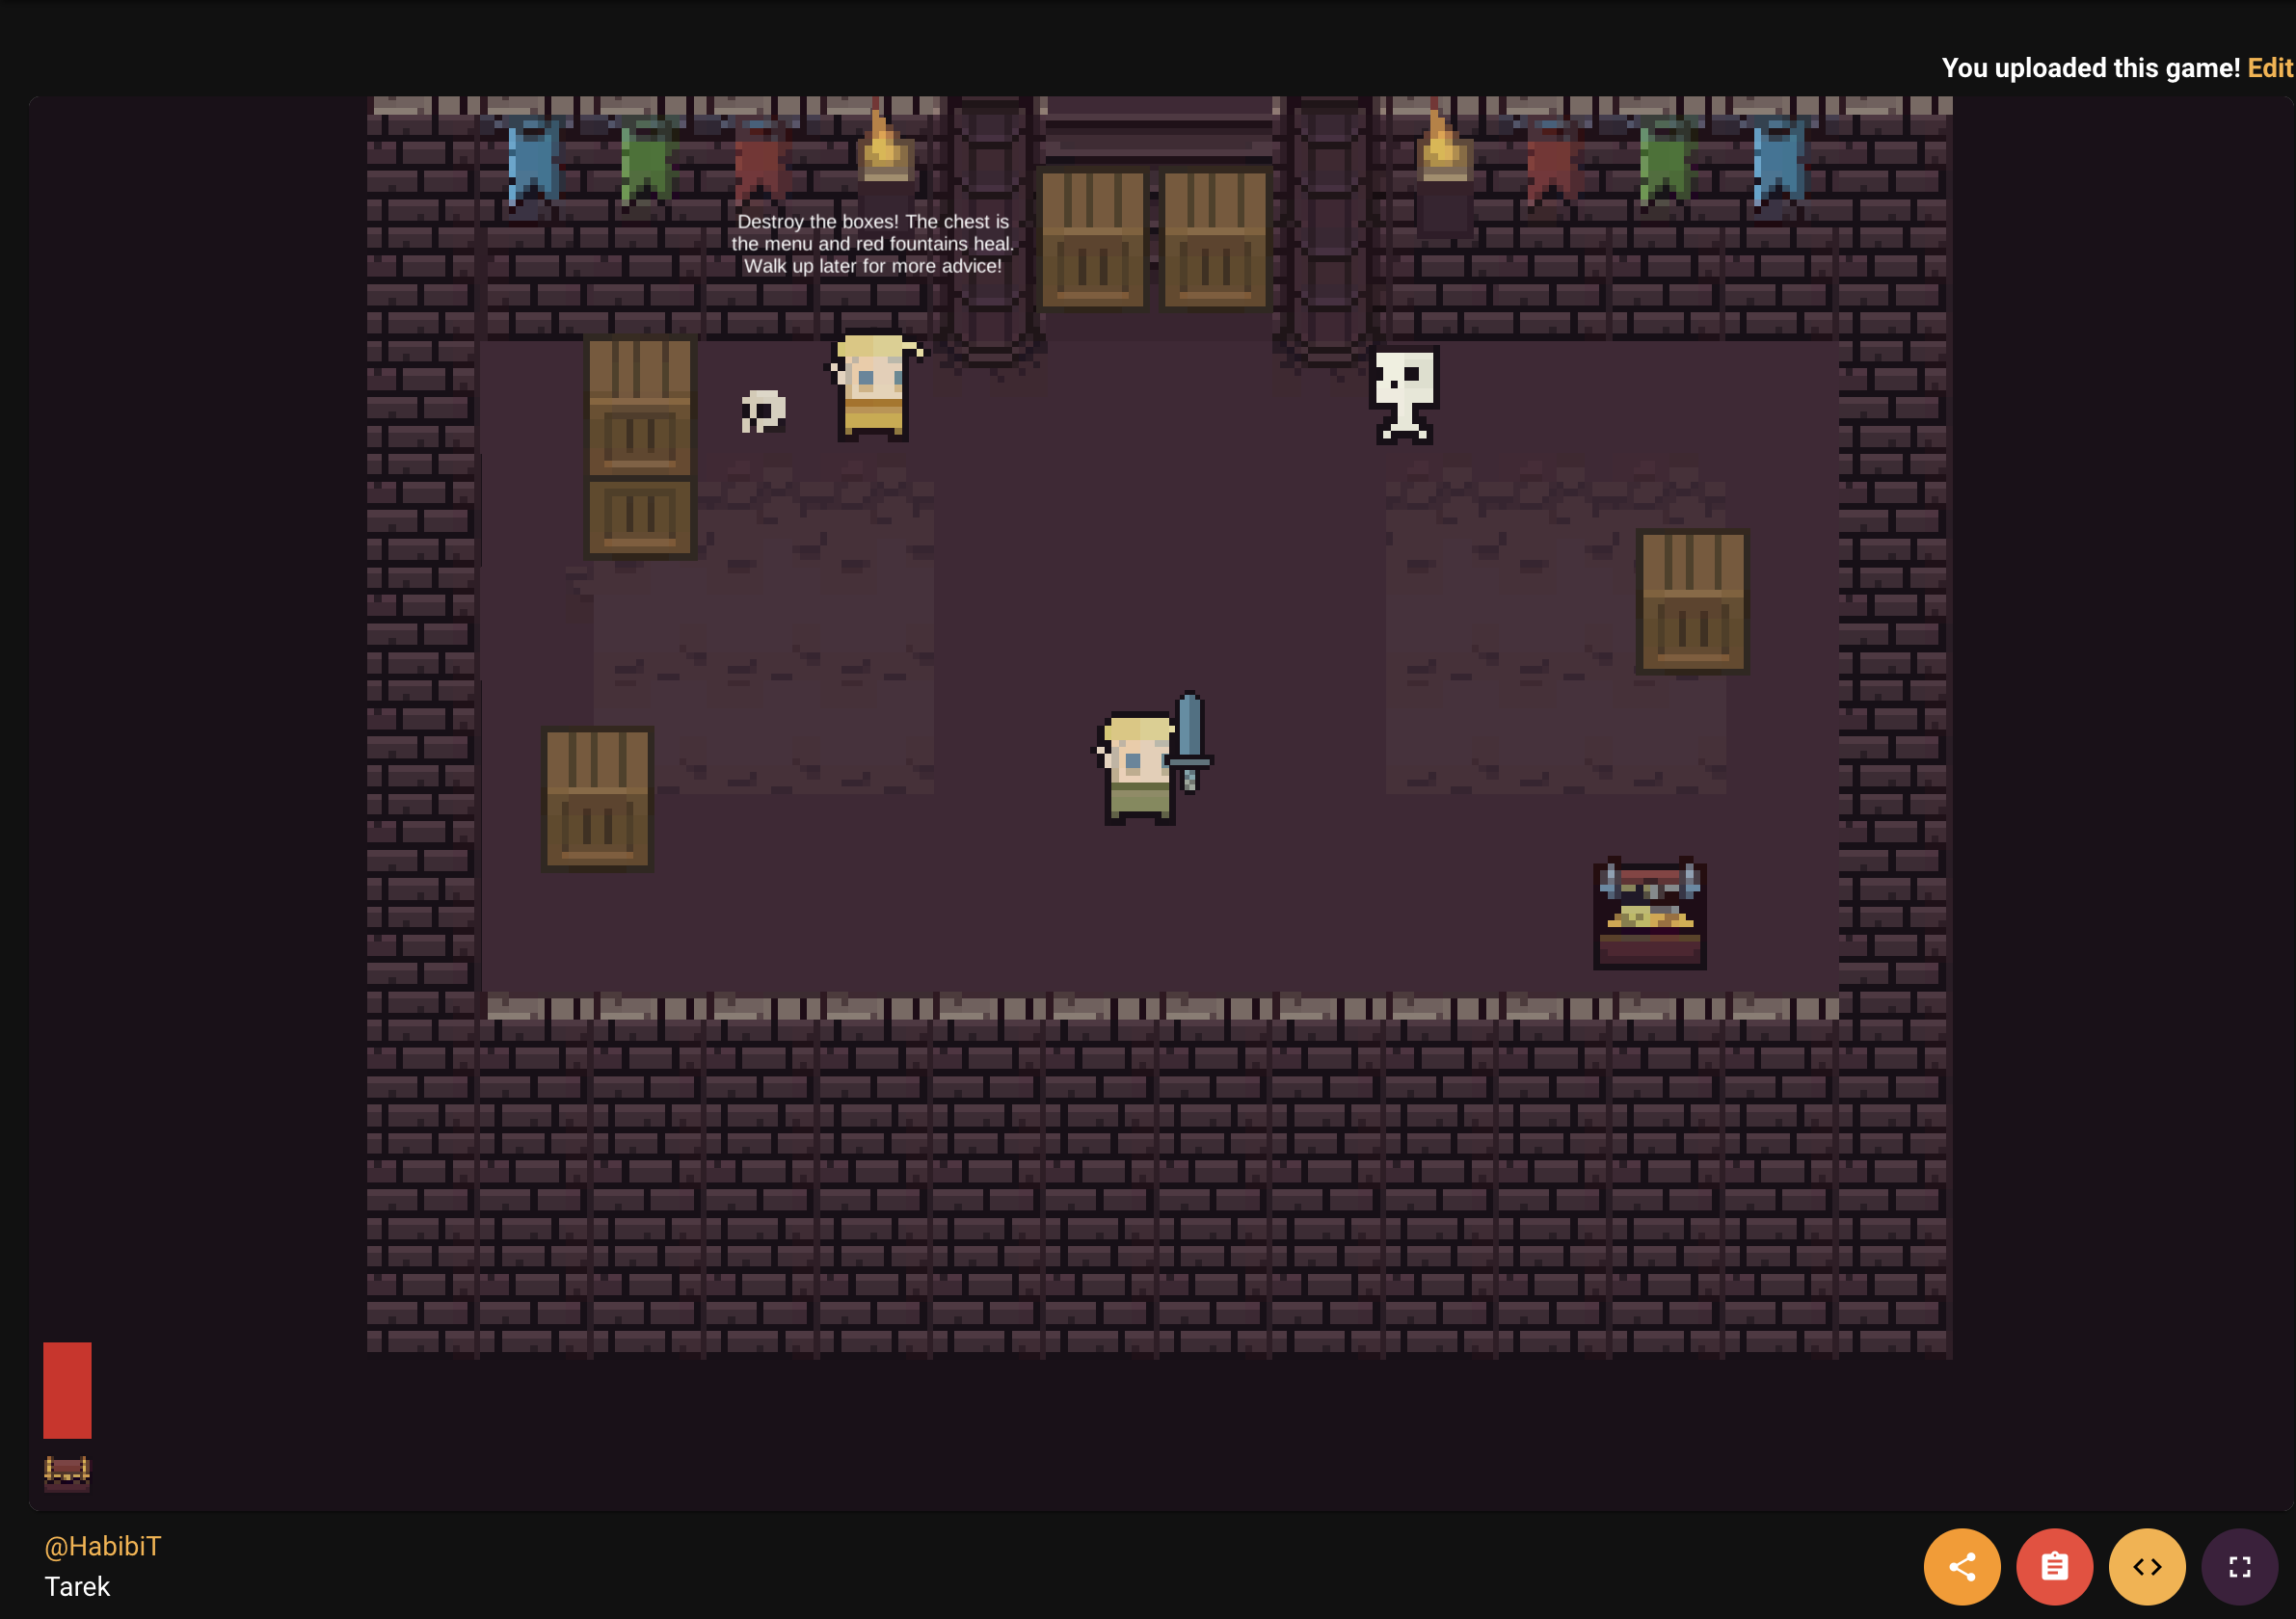 You uploaded this game! Edit
Destroy the boxes! The chest is
the menu and red fountains heal.
Walk up later for more advice!
@HabibiT
Tarek